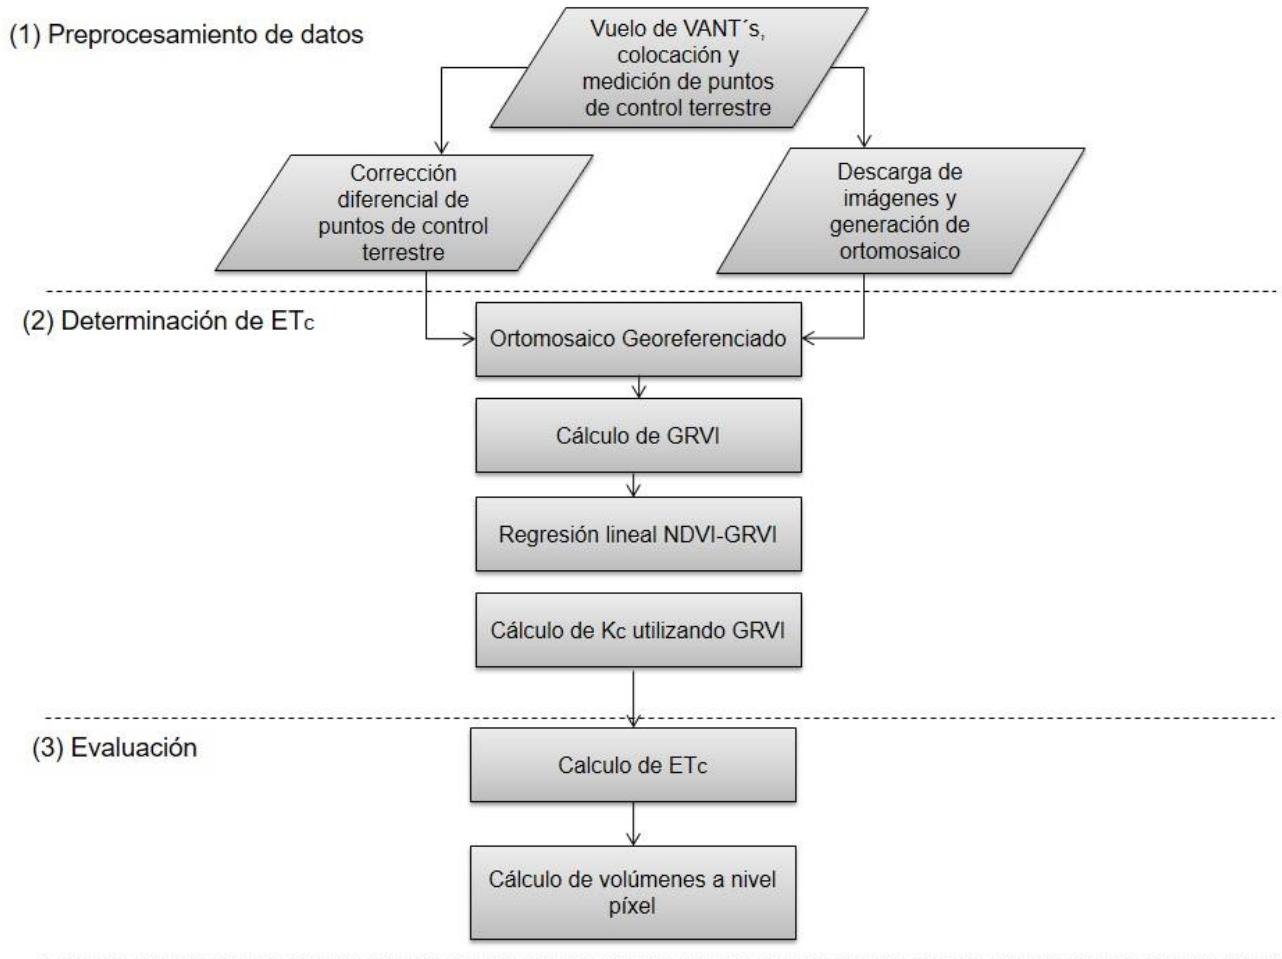 (1) Preprocesamiento de datos
Vuelo de VANT´s,
colocación y
medición de puntos
de control terrestre
Corrección
diferencial de
puntos de control
terrestre
Descarga de
imágenes y
generación de
ortomosaico
(2) Determinación de ETc
Ortomosaico Georeferenciado
Cálculo de GRVI
Regresión lineal NDVI-GRVI
Cálculo de Kc utilizando GRVI
(3) Evaluación
Calculo de ETc
Cálculo de volúmenes a nivel
píxel